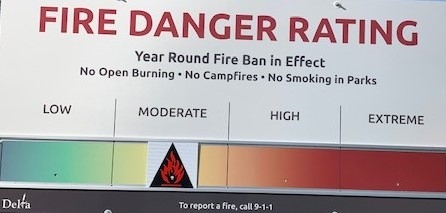 FIRE DANGER RATING
Year Round Fire Ban in Effect
No Open Burning • No Campfires • No Smoking in Parks
LOW MODERATE HIGH EXTREME
Delta
To report a fire, call 9-1-1